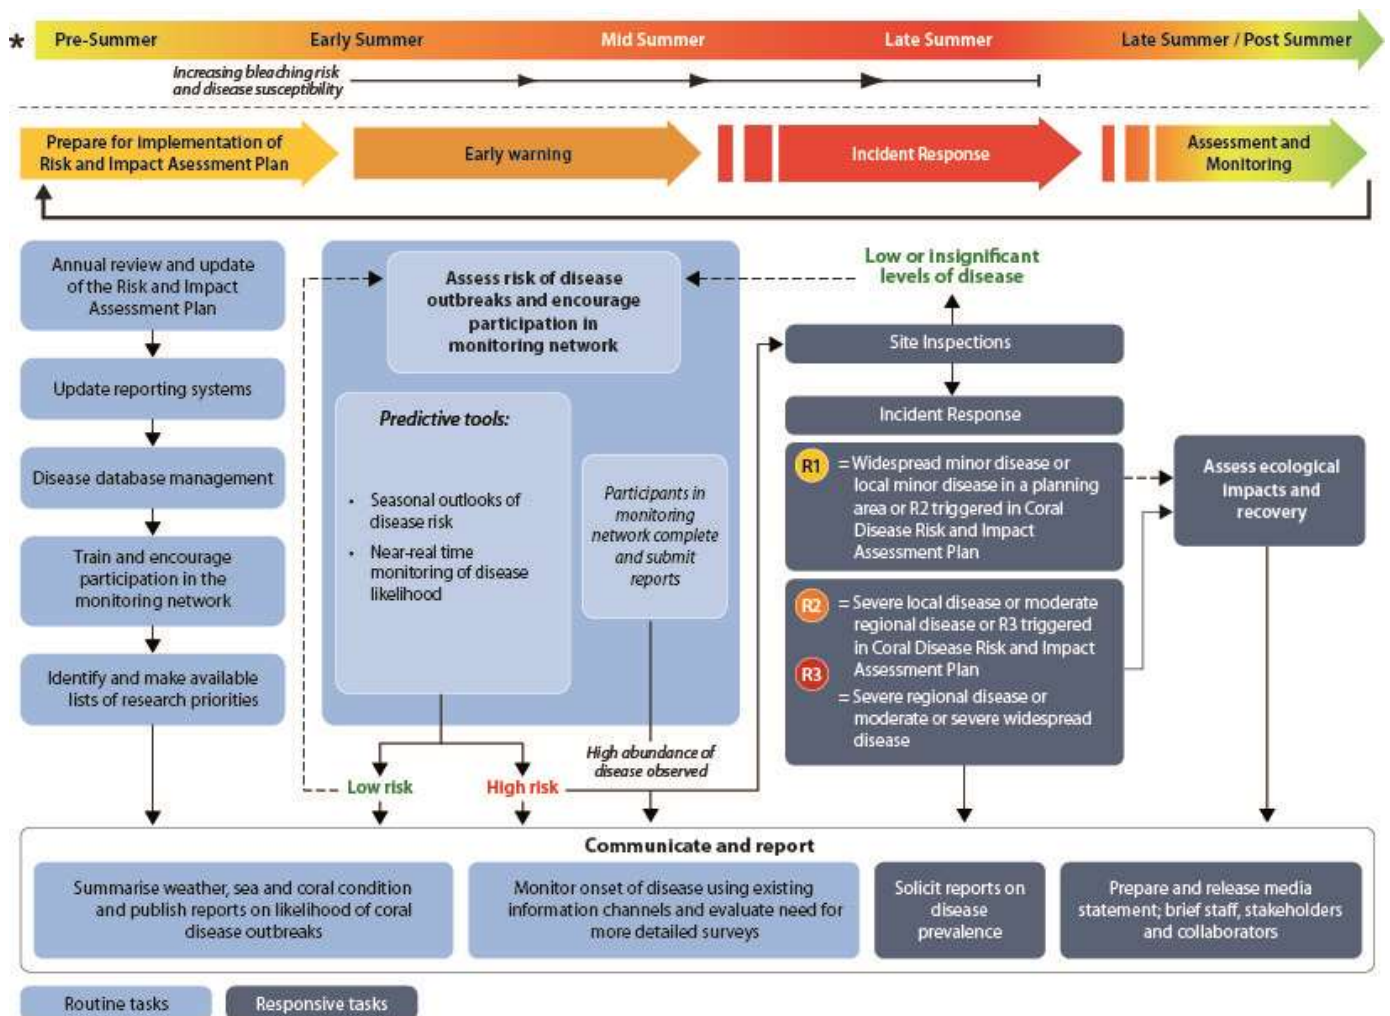 *
Pre-Summer
Early Summer
Mid Summer
Late Summer
Late Summer / Post Summer
Increasing bleaching risk
and disease susceptibility
Prepare for implementation of
Risk and Impact Asessment Plan
Early warning
Incident Response
Assessment and
Monitoring
Annual review and update
of the Risk and Impact
Assessment Plan
Update reporting systems
Disease database management
Train and encourage
participation in the
monitoring network
Identify and make available
lists of research priorities
Assess risk of disease
outbreaks and encourage
participation in
monitoring network
Predictive tools:
• Seasonal outlooks of
disease risk
• Near-real time
monitoring of disease
likelihood
Participants in
monitoring
network complete
and submit
reports
Low risk
High risk
High abundance of
disease observed
Low or insignificant
levels of disease
Site Inspections
Incident Response
R1 = Widespread minor disease or
local minor disease in a planning
area or R2 triggered in Coral
Disease Risk and Impact
Assessment Plan
R2 = Severe local disease or moderate
regional disease or R3 triggered
in Coral Disease Risk and Impact
Assessment Plan
R3
= Severe regional disease or
moderate or severe widespread
disease
Assess ecological
impacts and
recovery
Communicate and report
Summarise weather, sea and coral condition
and publish reports on likelihood of coral
disease outbreaks
Monitor onset of disease using existing
information channels and evaluate need for
more detailed surveys
Solicit reports on
disease
prevalence
Prepare and release media
statement; brief staff, stakeholders
and collaborators
Routine tasks
Responsive tasks